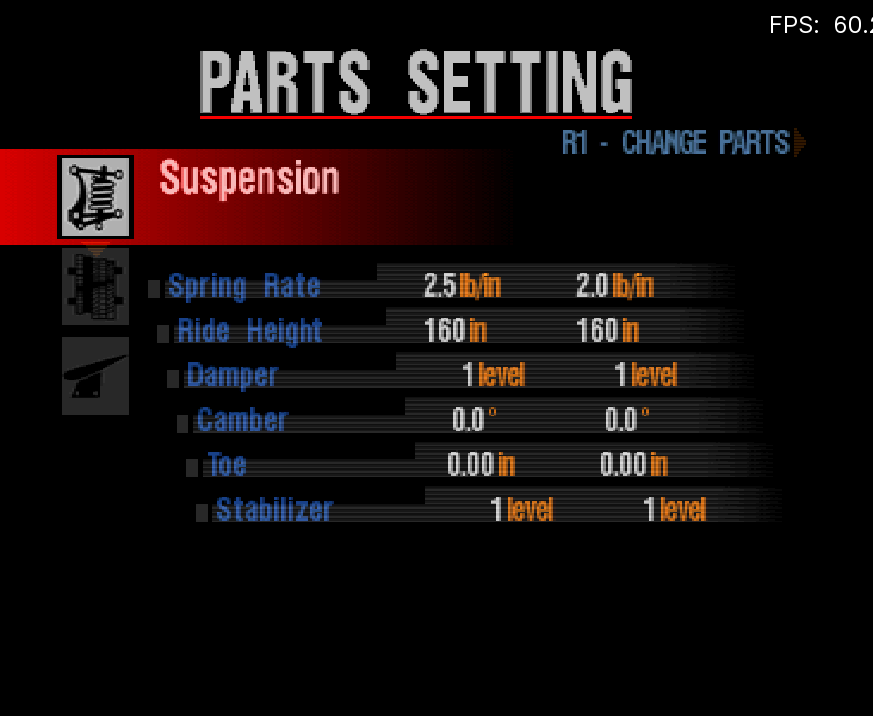 FPS: 60.2
PARTS SETTING
R1 - CHANGE PARTS
Suspension
Spring Rate 2.5 lb/in 2.0 lb/in
Ride Height 160 in 160 in
Damper 1 level 1 level
Camber 0.0° 0.0°
Toe 0.00 in 0.00 in
Stabilizer 1 level 1 level